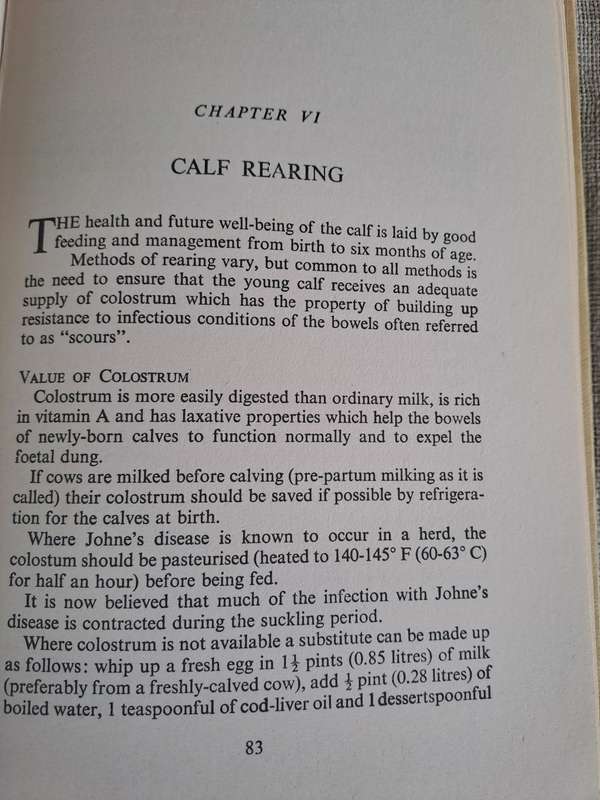 CHAPTER VI
CALF REARING
THE health and future well-being of the calf is laid by good
feeding and management from birth to six months of age.
Methods of rearing vary, but common to all methods is
the need to ensure that the young calf receives an adequate
supply of colostrum which has the property of building up
resistance to infectious conditions of the bowels often referred
to as “scours”.
VALUE OF COLOSTRUM
Colostrum is more easily digested than ordinary milk, is rich
in vitamin A and has laxative properties which help the bowels
of newly-born calves to function normally and to expel the
foetal dung.
If cows are milked before calving (pre-partum milking as it is
called) their colostrum should be saved if possible by refrigera-
tion for the calves at birth.
Where Johne’s disease is known to occur in a herd, the
colostum should be pasteurised (heated to 140-145° F (60-63° C)
for half an hour) before being fed.
It is now believed that much of the infection with Johne’s
disease is contracted during the suckling period.
Where colostrum is not available a substitute can be made up
as follows: whip up a fresh egg in 1½ pints (0.85 litres) of milk
(preferably from a freshly-calved cow), add ½ pint (0.28 litres) of
boiled water, 1 teaspoonful of cod-liver oil and 1 dessertspoonful
83